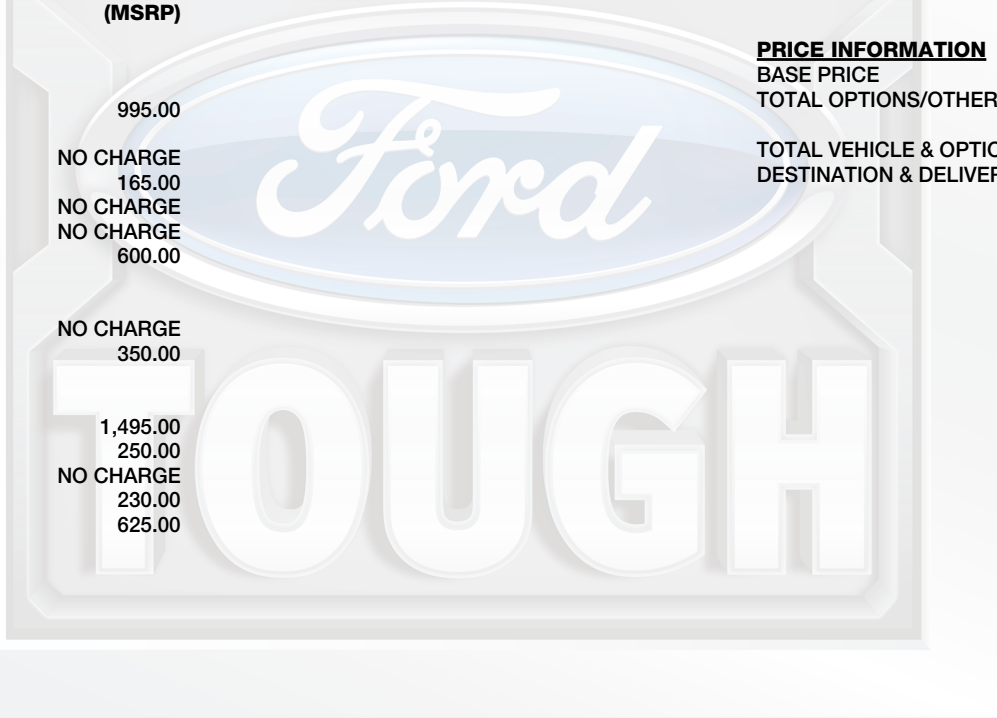 (MSRP)
995.00
NO CHARGE
165.00
NO CHARGE
NO CHARGE
600.00
NO CHARGE
350.00
1,495.00
250.00
NO CHARGE
230.00
625.00
PRICE INFORMATION
BASE PRICE
TOTAL OPTIONS/OTHER
TOTAL VEHICLE & OPTIO
DESTINATION & DELIVER
Ford
TOUGH